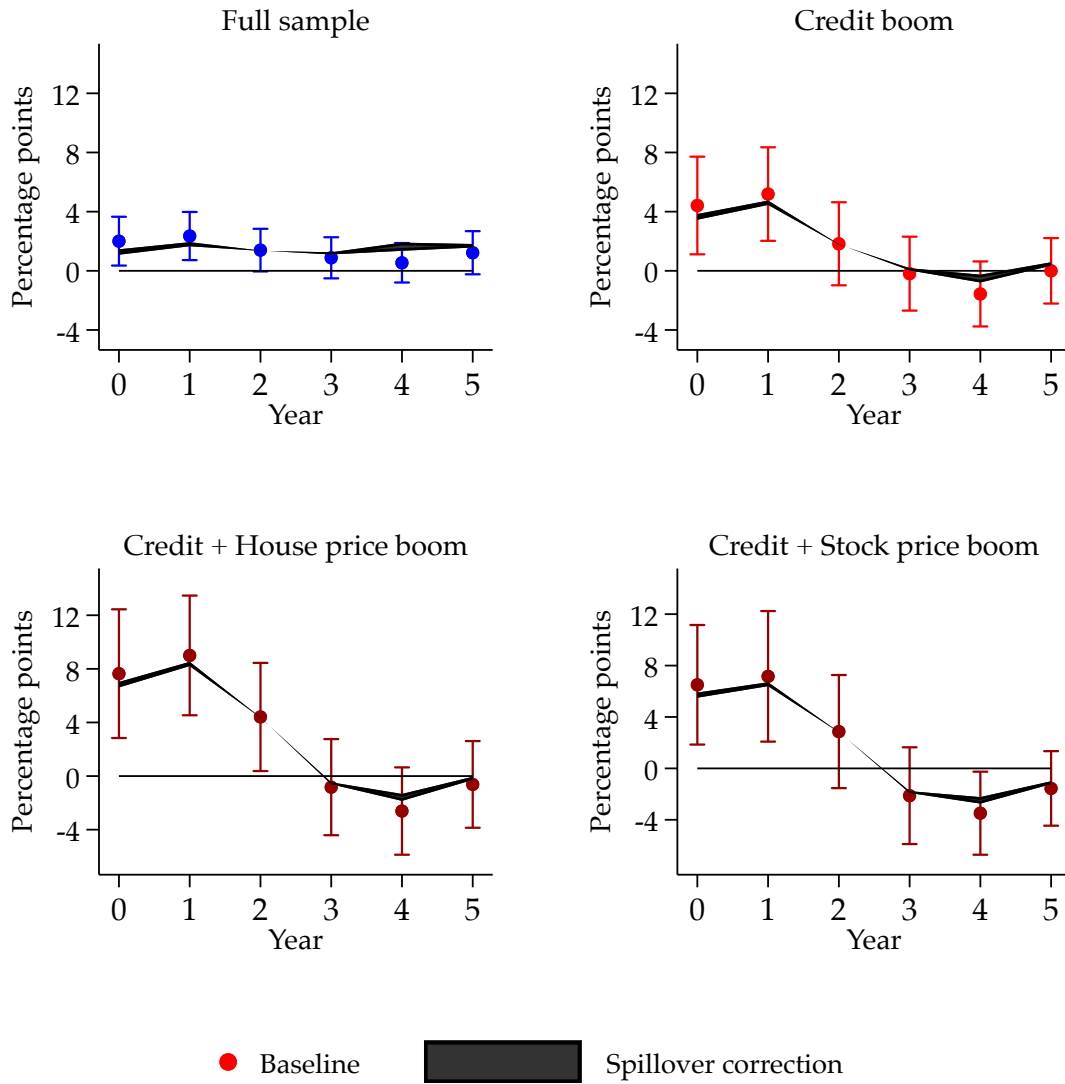 Full sample
Percentage points
12
8
4
0
-4
0 1 2 3 4 5
Year
Credit boom
Percentage points
12
8
4
0
-4
0 1 2 3 4 5
Year
Credit + House price boom
Percentage points
12
8
4
0
-4
0 1 2 3 4 5
Year
Credit + Stock price boom
Percentage points
12
8
4
0
-4
0 1 2 3 4 5
Year
Baseline
Spillover correction